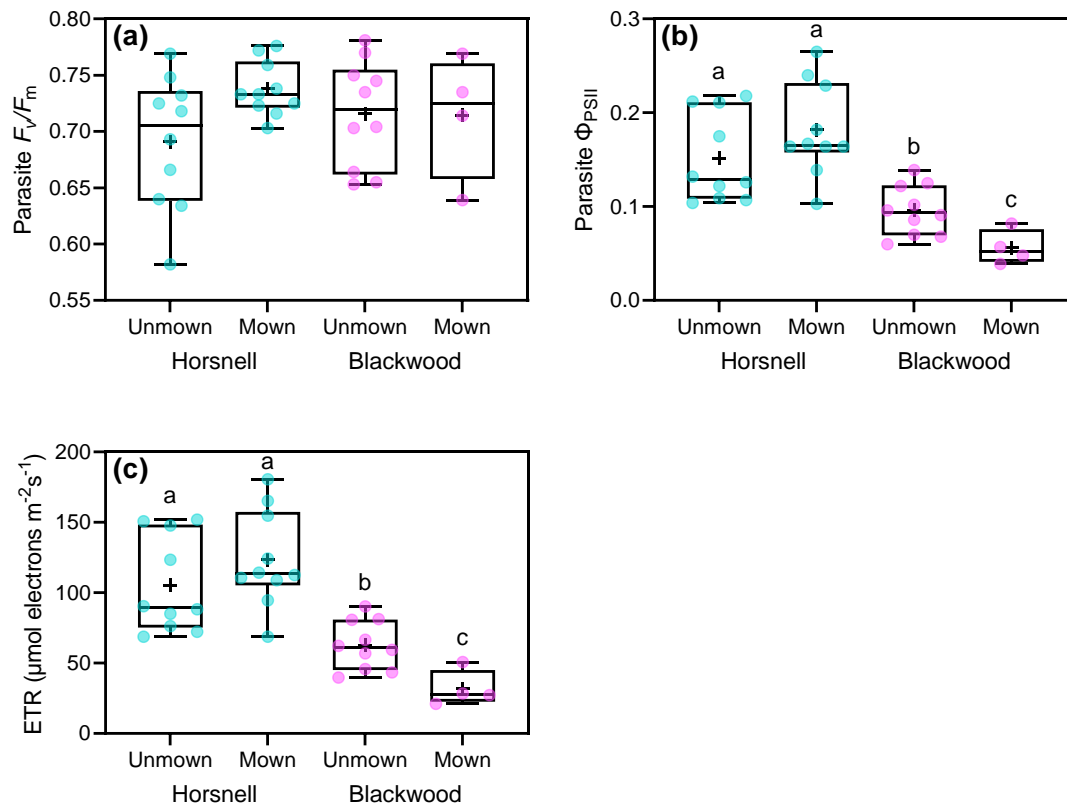 (a)
Parasite Fv/Fm
0.80
0.75
0.70
0.65
0.60
0.55
Unmown Mown Unmown Mown
Horsnell Blackwood
(b)
Parasite ΦPSII
0.3
0.2
0.1
0.0
a
a
b
c
Unmown Mown Unmown Mown
Horsnell Blackwood
(c)
ETR (µmol electrons m-2s-1)
200
150
100
50
0
a
a
b
c
Unmown Mown Unmown Mown
Horsnell Blackwood